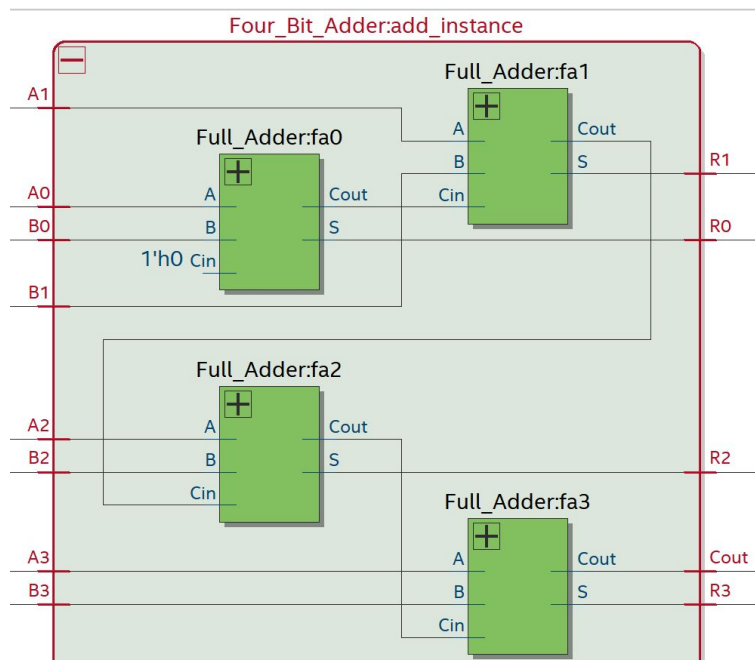 Four_Bit_Adder:add_instance
Full_Adder:fa1
A1
A
Cout
Full_Adder:fa0
B
S
R1
A0
A
Cout
Cin
B0
B
S
R0
1'h0 Cin
B1
Full_Adder:fa2
A2
A
Cout
B2
B
S
R2
Cin
Full_Adder:fa3
A3
A
Cout
Cout
B3
B
S
R3
Cin